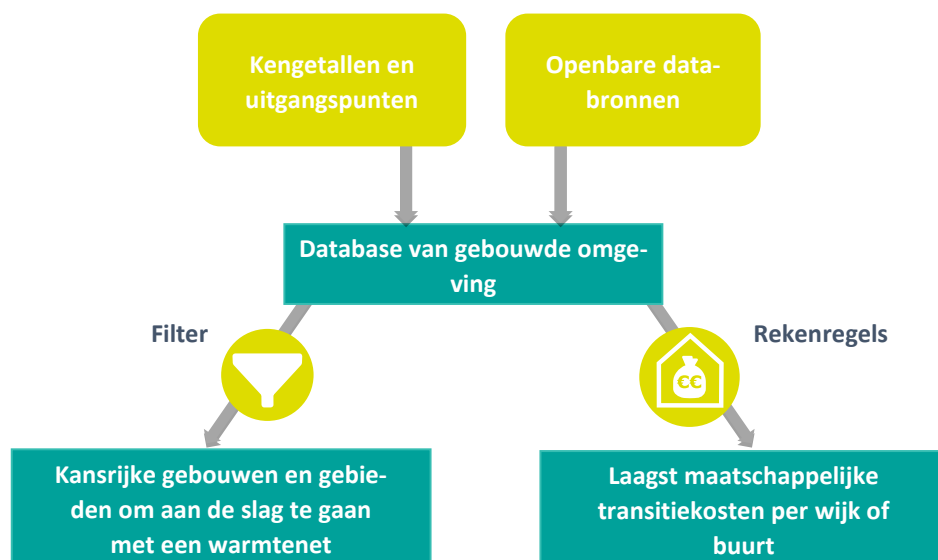 Kengetallen en
uitgangspunten
Openbare data-
bronnen
Database van gebouwde omge-
ving
Filter
Rekenregels
€€
Kansrijke gebouwen en gebie-
den om aan de slag te gaan
met een warmtenet
Laagst maatschappelijke
transitiekosten per wijk of
buurt